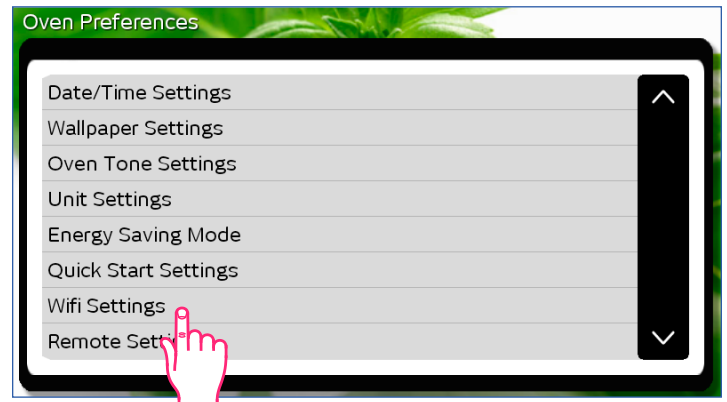 Oven Preferences
Date/Time Settings
Wallpaper Settings
Oven Tone Settings
Unit Settings
Energy Saving Mode
Quick Start Settings
Wifi Settings
Remote